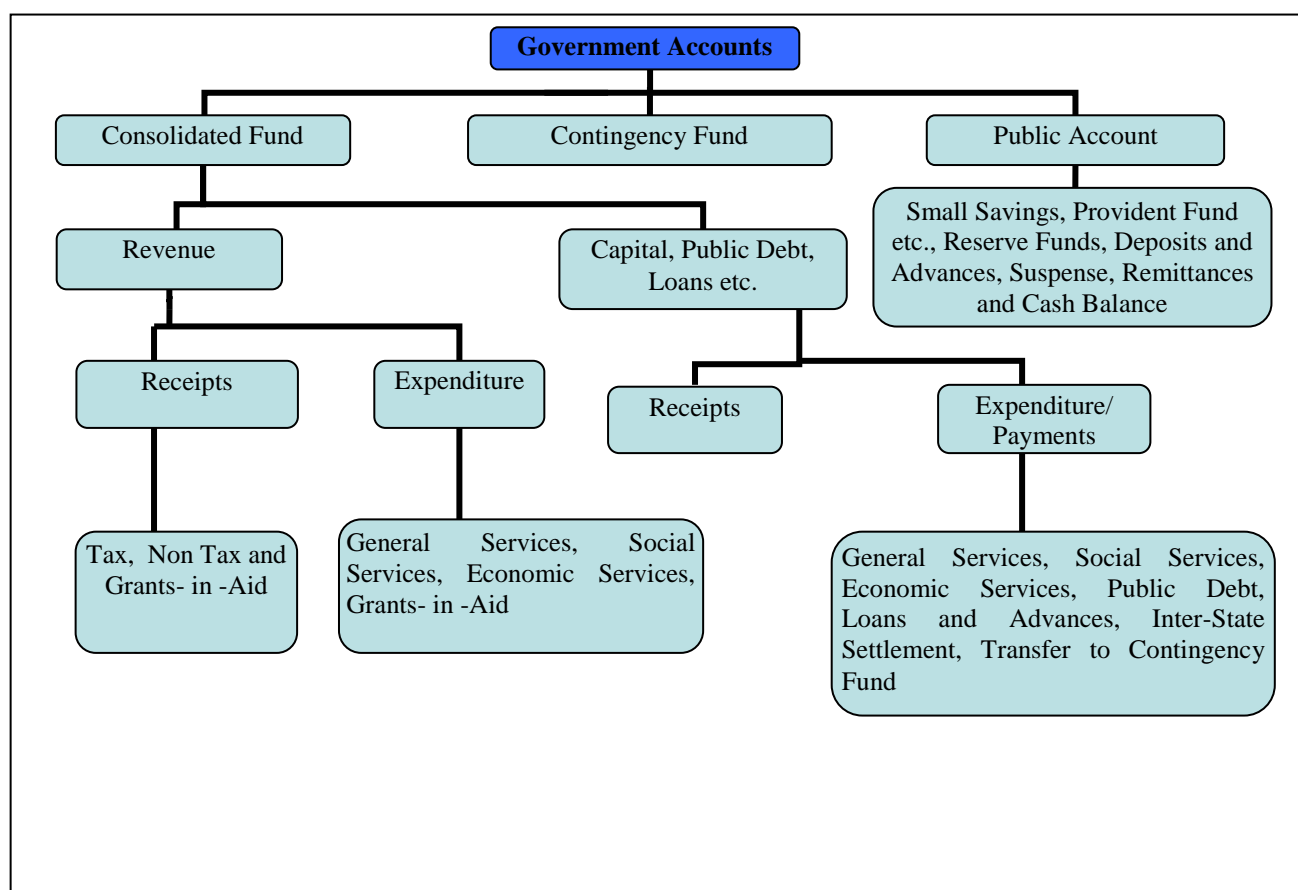 Government Accounts
Consolidated Fund
Contingency Fund
Public Account
Small Savings, Provident Fund
etc., Reserve Funds, Deposits and
Advances, Suspense, Remittances
and Cash Balance
Revenue
Capital, Public Debt,
Loans etc.
Receipts
Expenditure
Receipts
Expenditure/
Payments
Tax, Non Tax and
Grants- in -Aid
General Services, Social
Services, Economic Services,
Grants- in -Aid
General Services, Social Services,
Economic Services, Public Debt,
Loans and Advances, Inter-State
Settlement, Transfer to Contingency
Fund